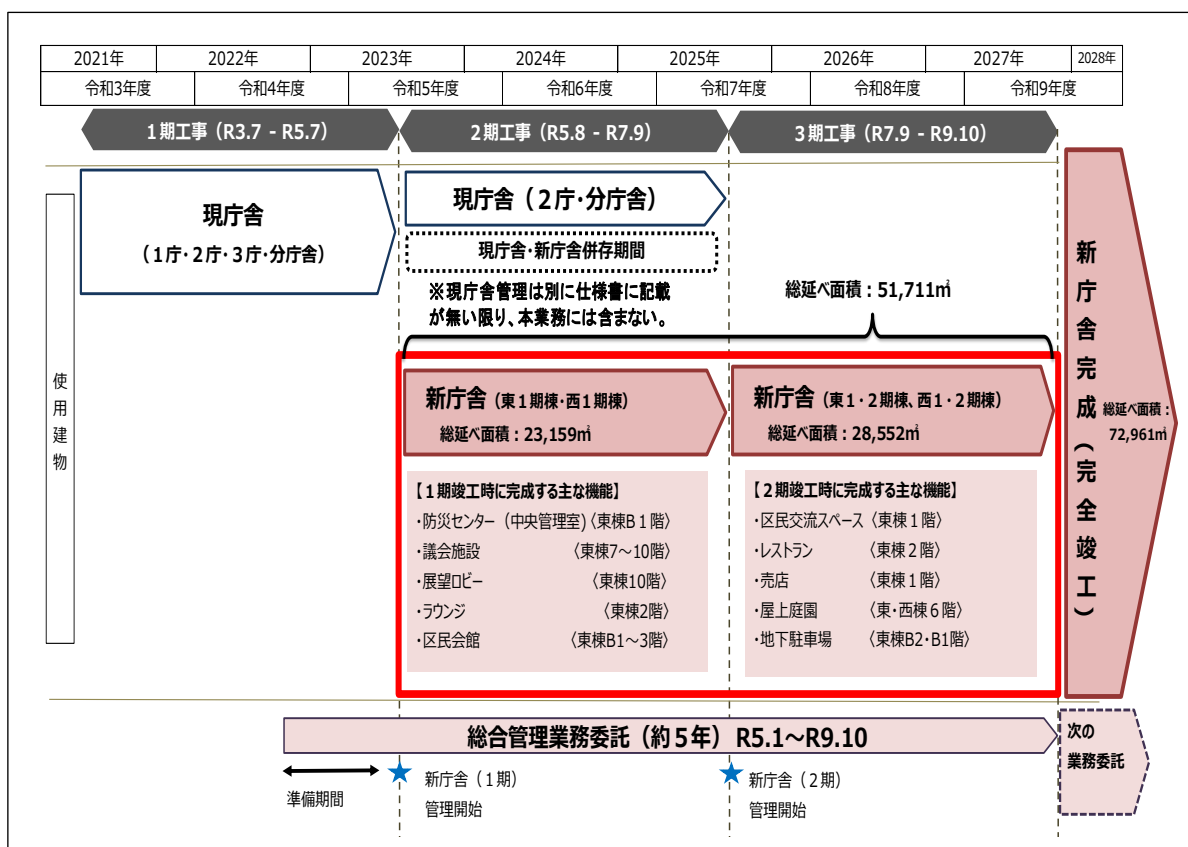 2021年 2022年 2023年 2024年 2025年 2026年 2027年 2028年
令和3年度 令和4年度 令和5年度 令和6年度 令和7年度 令和8年度 令和9年度
1期工事（R3.7 - R5.7） 2期工事（R5.8 - R7.9） 3期工事（R7.9 - R9.10）
使用建物
現庁舎
（1庁・2庁・3庁・分庁舎）
現庁舎（2庁・分庁舎）
現庁舎・新庁舎併存期間
※現庁舎管理は別に仕様書に記載
が無い限り、本業務には含まない。
総延べ面積：51,711㎡
新庁舎（東1期棟・西1期棟）
総延べ面積：23,159㎡
【1期竣工時に完成する主な機能】
・防災センター（中央管理室）〈東棟B1階〉
・議会施設 〈東棟7～10階〉
・展望ロビー 〈東棟10階〉
・ラウンジ 〈東棟2階〉
・区民会館 〈東棟B1～3階〉
新庁舎（東1・2期棟、西1・2期棟）
総延べ面積：28,552㎡
【2期竣工時に完成する主な機能】
・区民交流スペース〈東棟1階〉
・レストラン 〈東棟2階〉
・売店 〈東棟1階〉
・屋上庭園 〈東・西棟6階〉
・地下駐車場 〈東棟B2・B1階〉
新庁舎完成（完全竣工）
総延べ面積：
72,961㎡
総合管理業務委託（約5年）R5.1～R9.10
次の
業務委託
準備期間
新庁舎（1期）
管理開始
新庁舎（2期）
管理開始